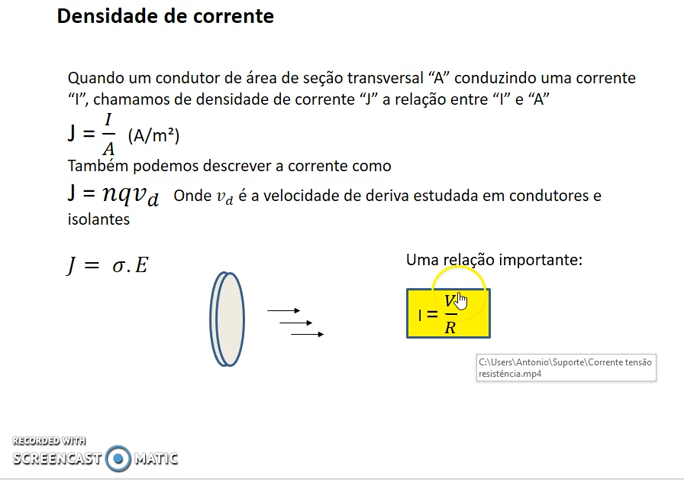 Densidade de corrente
Quando um condutor de área de seção transversal “A” conduzindo uma corrente
“I”, chamamos de densidade de corrente “J” a relação entre “I” e “A”
J = I/A (A/m²)
Também podemos descrever a corrente como
J = nqv_d Onde v_d é a velocidade de deriva estudada em condutores e
isolantes
J = σ.E
Uma relação importante:
I = V/R
C:\Users\Antonio\Suporte\Corrente tensão
resistência.mp4
RECORDED WITH
SCREENCAST MATIC